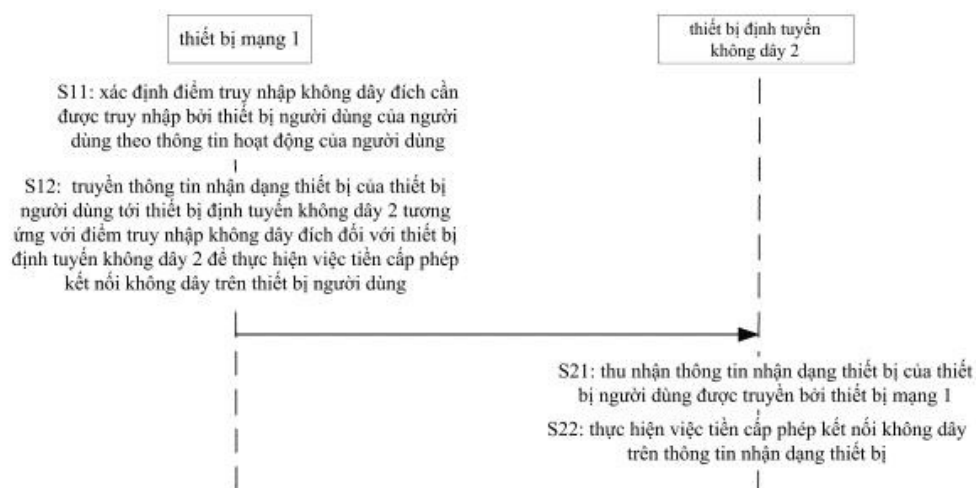 thiết bị mạng 1
thiết bị định tuyến
không dây 2
S11: xác định điểm truy nhập không dây đích cần
được truy nhập bởi thiết bị người dùng của người
dùng theo thông tin hoạt động của người dùng
S12: truyền thông tin nhận dạng thiết bị của thiết bị
người dùng tới thiết bị định tuyến không dây 2 tương
ứng với điểm truy nhập không dây đích đối với thiết bị
định tuyến không dây 2 để thực hiện việc tiền cấp phép
kết nối không dây trên thiết bị người dùng
S21: thu nhận thông tin nhận dạng thiết bị của thiết
bị người dùng được truyền bởi thiết bị mạng 1
S22: thực hiện việc tiền cấp phép kết nối không dây
trên thông tin nhận dạng thiết bị